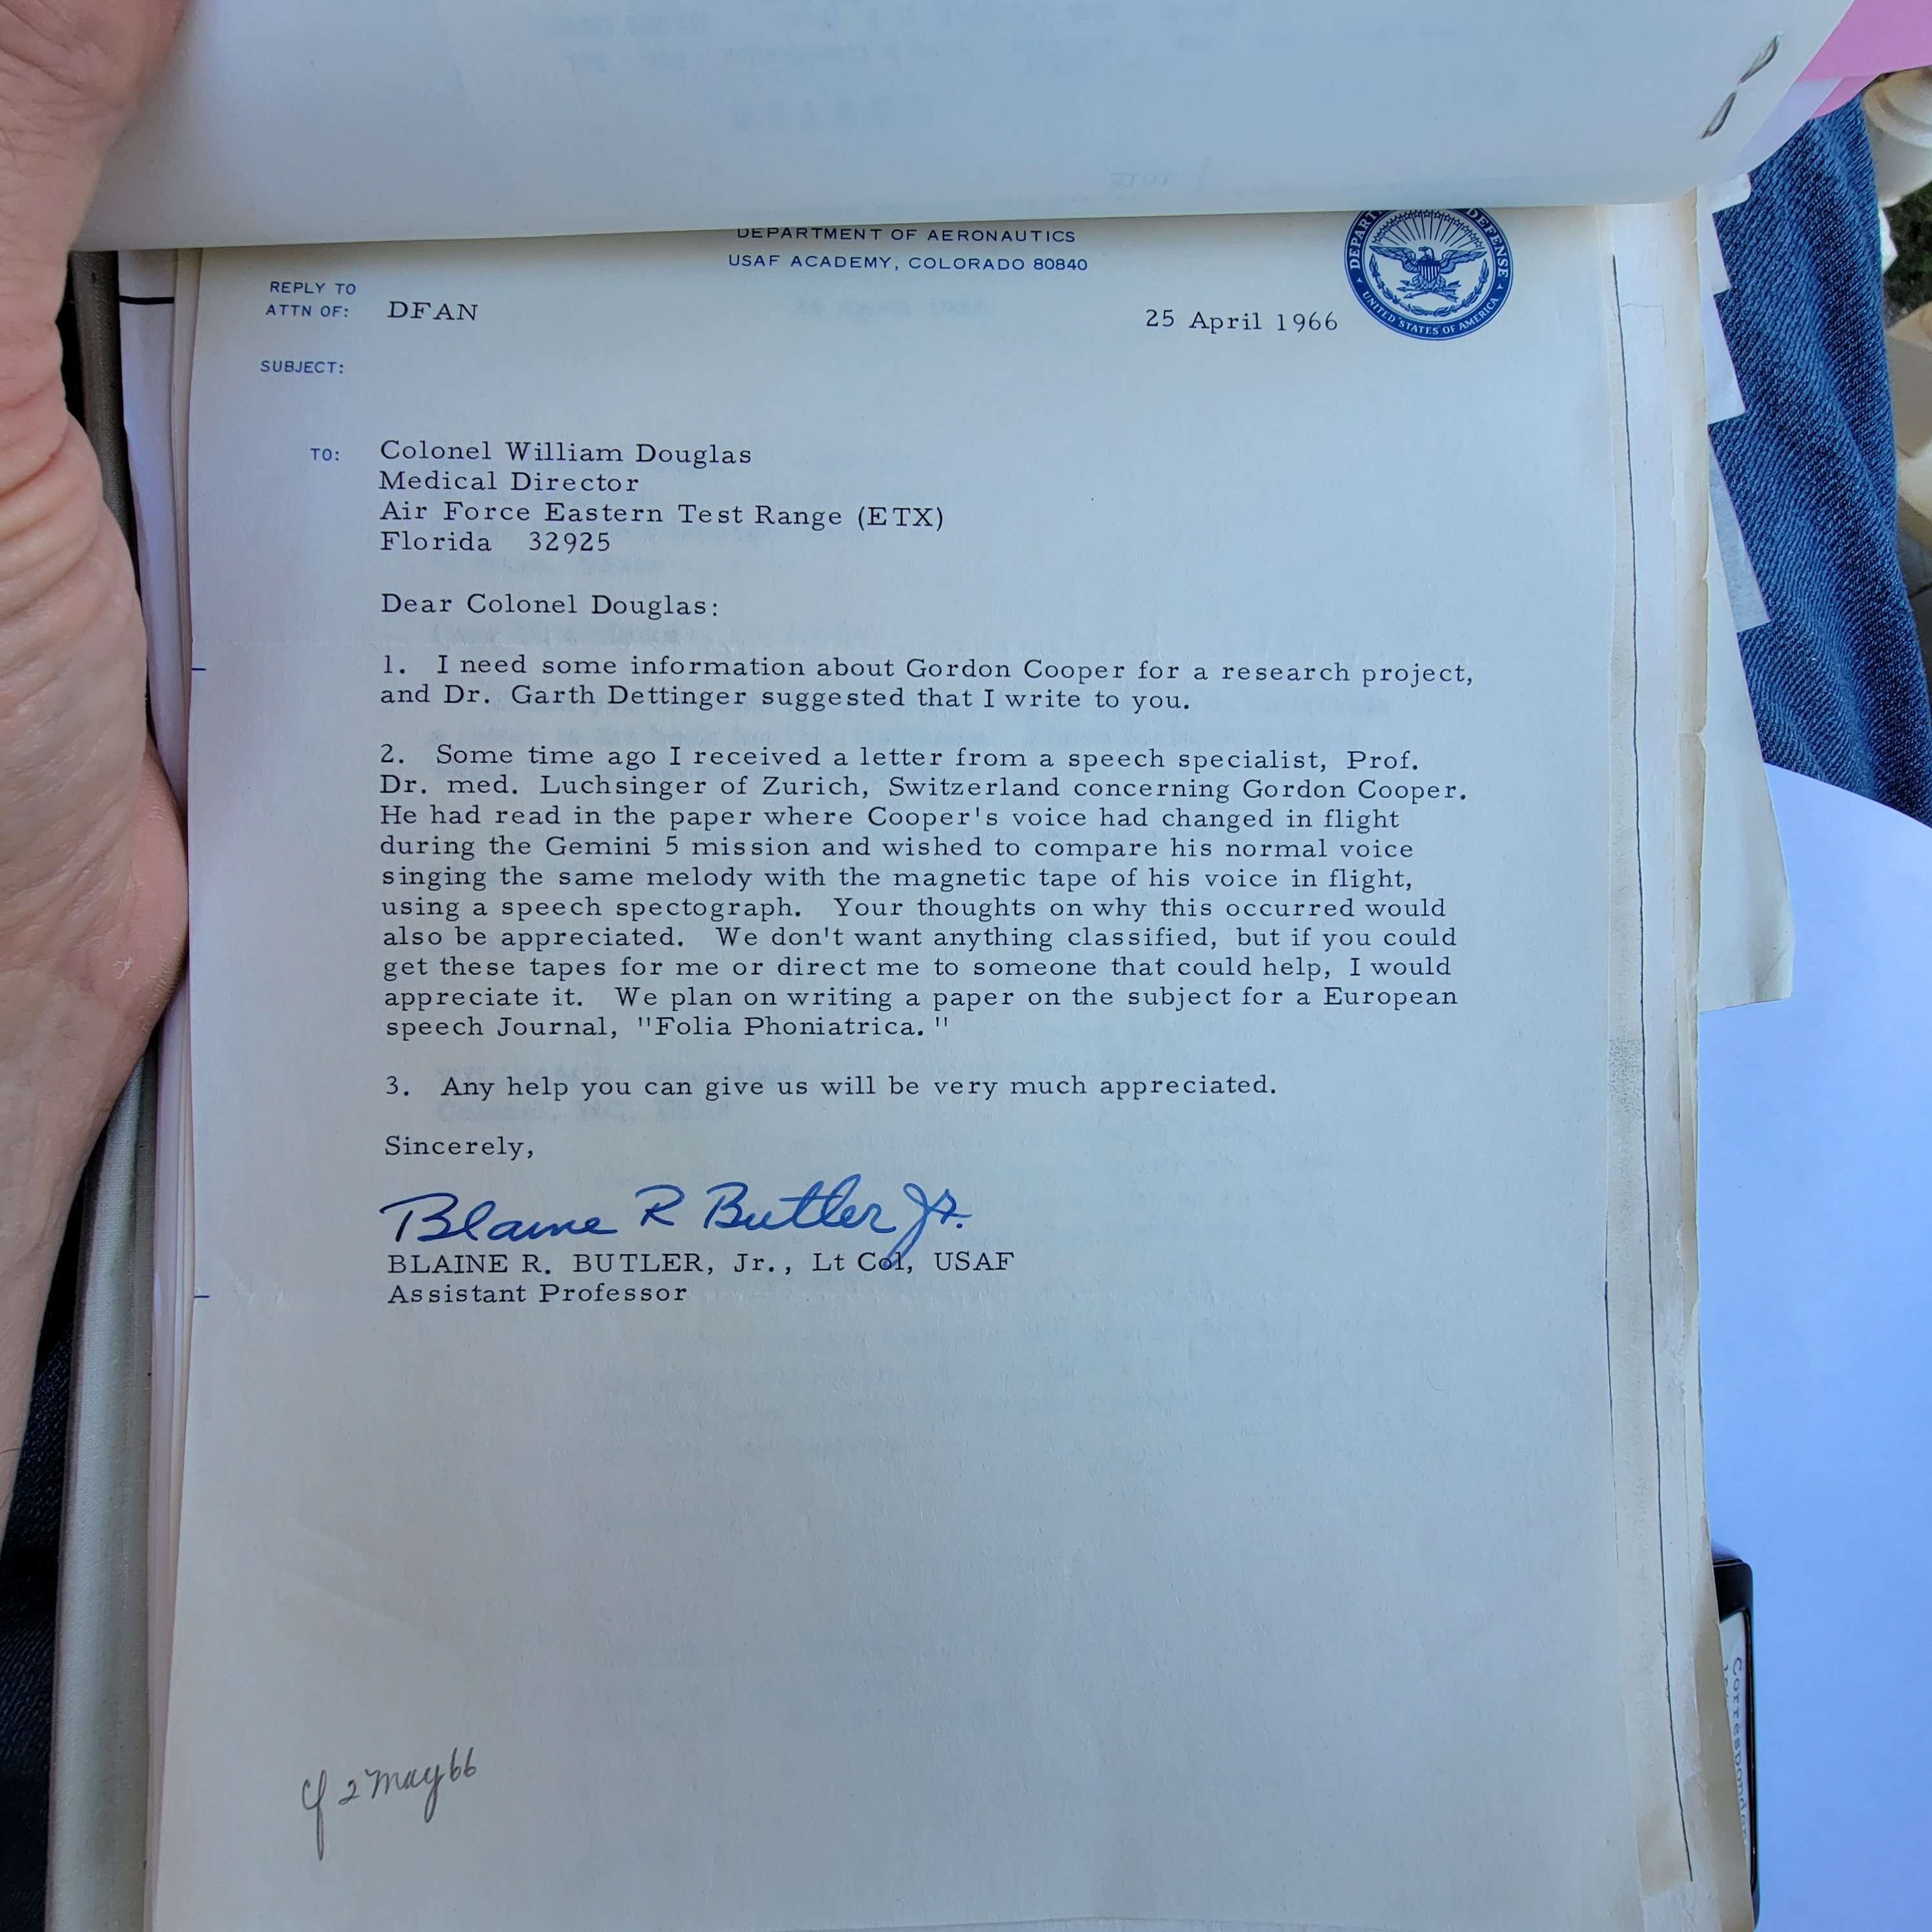 DEPARTMENT OF AERONAUTICS
USAF ACADEMY, COLORADO 80840
DEFENSE
UNITED STATES OF AMERICA
REPLY TO
ATTN OF: DFAN
25 April 1966
SUBJECT:
TO: Colonel William Douglas
Medical Director
Air Force Eastern Test Range (ETX)
Florida 32925
Dear Colonel Douglas:
1. I need some information about Gordon Cooper for a research project,
and Dr. Garth Dettinger suggested that I write to you.
2. Some time ago I received a letter from a speech specialist, Prof.
Dr. med. Luchsinger of Zurich, Switzerland concerning Gordon Cooper.
He had read in the paper where Cooper's voice had changed in flight
during the Gemini 5 mission and wished to compare his normal voice
singing the same melody with the magnetic tape of his voice in flight,
using a speech spectograph. Your thoughts on why this occurred would
also be appreciated. We don't want anything classified, but if you could
get these tapes for me or direct me to someone that could help, I would
appreciate it. We plan on writing a paper on the subject for a European
speech Journal, "Folia Phoniatrica."
3. Any help you can give us will be very much appreciated.
Sincerely,
Blaine R Butler Jr.
BLAINE R. BUTLER, Jr., Lt Col, USAF
Assistant Professor
2 May 66